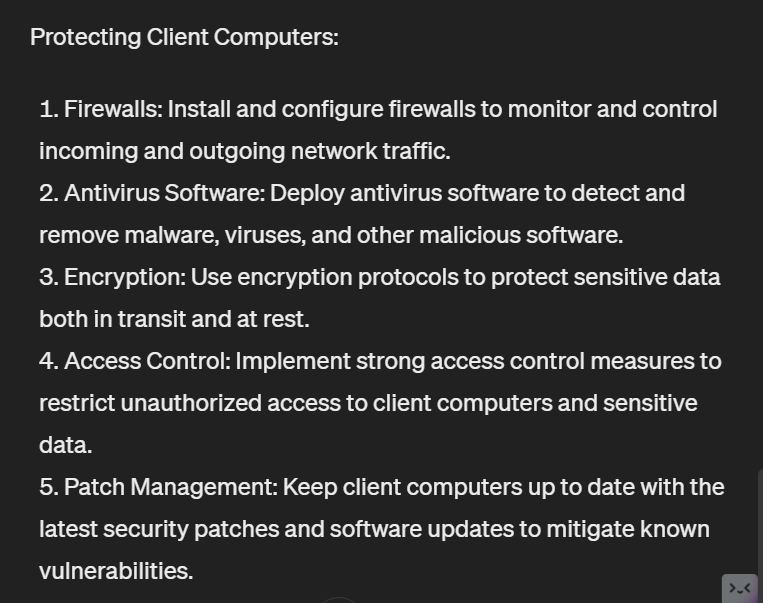 Protecting Client Computers:
1. Firewalls: Install and configure firewalls to monitor and control
incoming and outgoing network traffic.
2. Antivirus Software: Deploy antivirus software to detect and
remove malware, viruses, and other malicious software.
3. Encryption: Use encryption protocols to protect sensitive data
both in transit and at rest.
4. Access Control: Implement strong access control measures to
restrict unauthorized access to client computers and sensitive
data.
5. Patch Management: Keep client computers up to date with the
latest security patches and software updates to mitigate known
vulnerabilities.